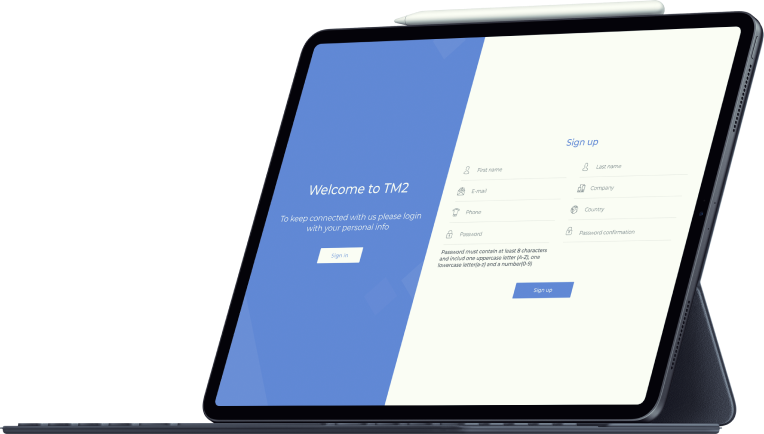 Welcome to TM2
To keep connected with us please login
with your personal info
Sign in
Sign up
First name
Last name
E-mail
Company
Phone
Country
Password
Password confirmation
Password must contain at least 8 characters
and includ one uppercase letter (A-Z), one
lowercase letter(a-z) and a number(0-9)
Sign up